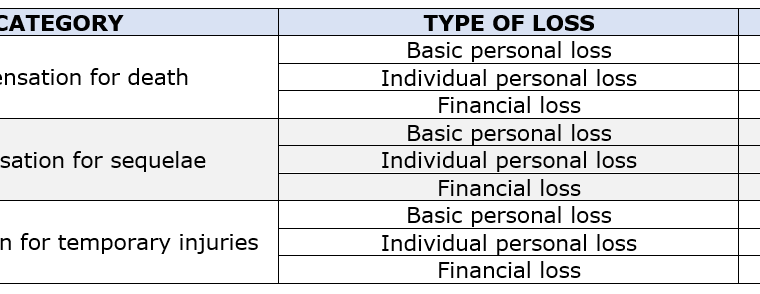 CATEGORY TYPE OF LOSS
Basic personal loss
ensation for death Individual personal loss
Financial loss
Basic personal loss
sation for sequelae Individual personal loss
Financial loss
Basic personal loss
n for temporary injuries Individual personal loss
Financial loss